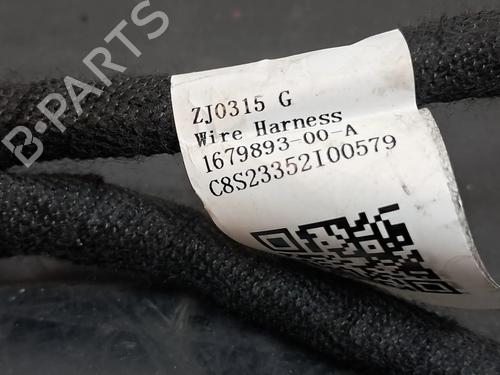 B-PARTS
ZJ0315 G
Wire Harness
1679893-00-A
C8S23352I00579